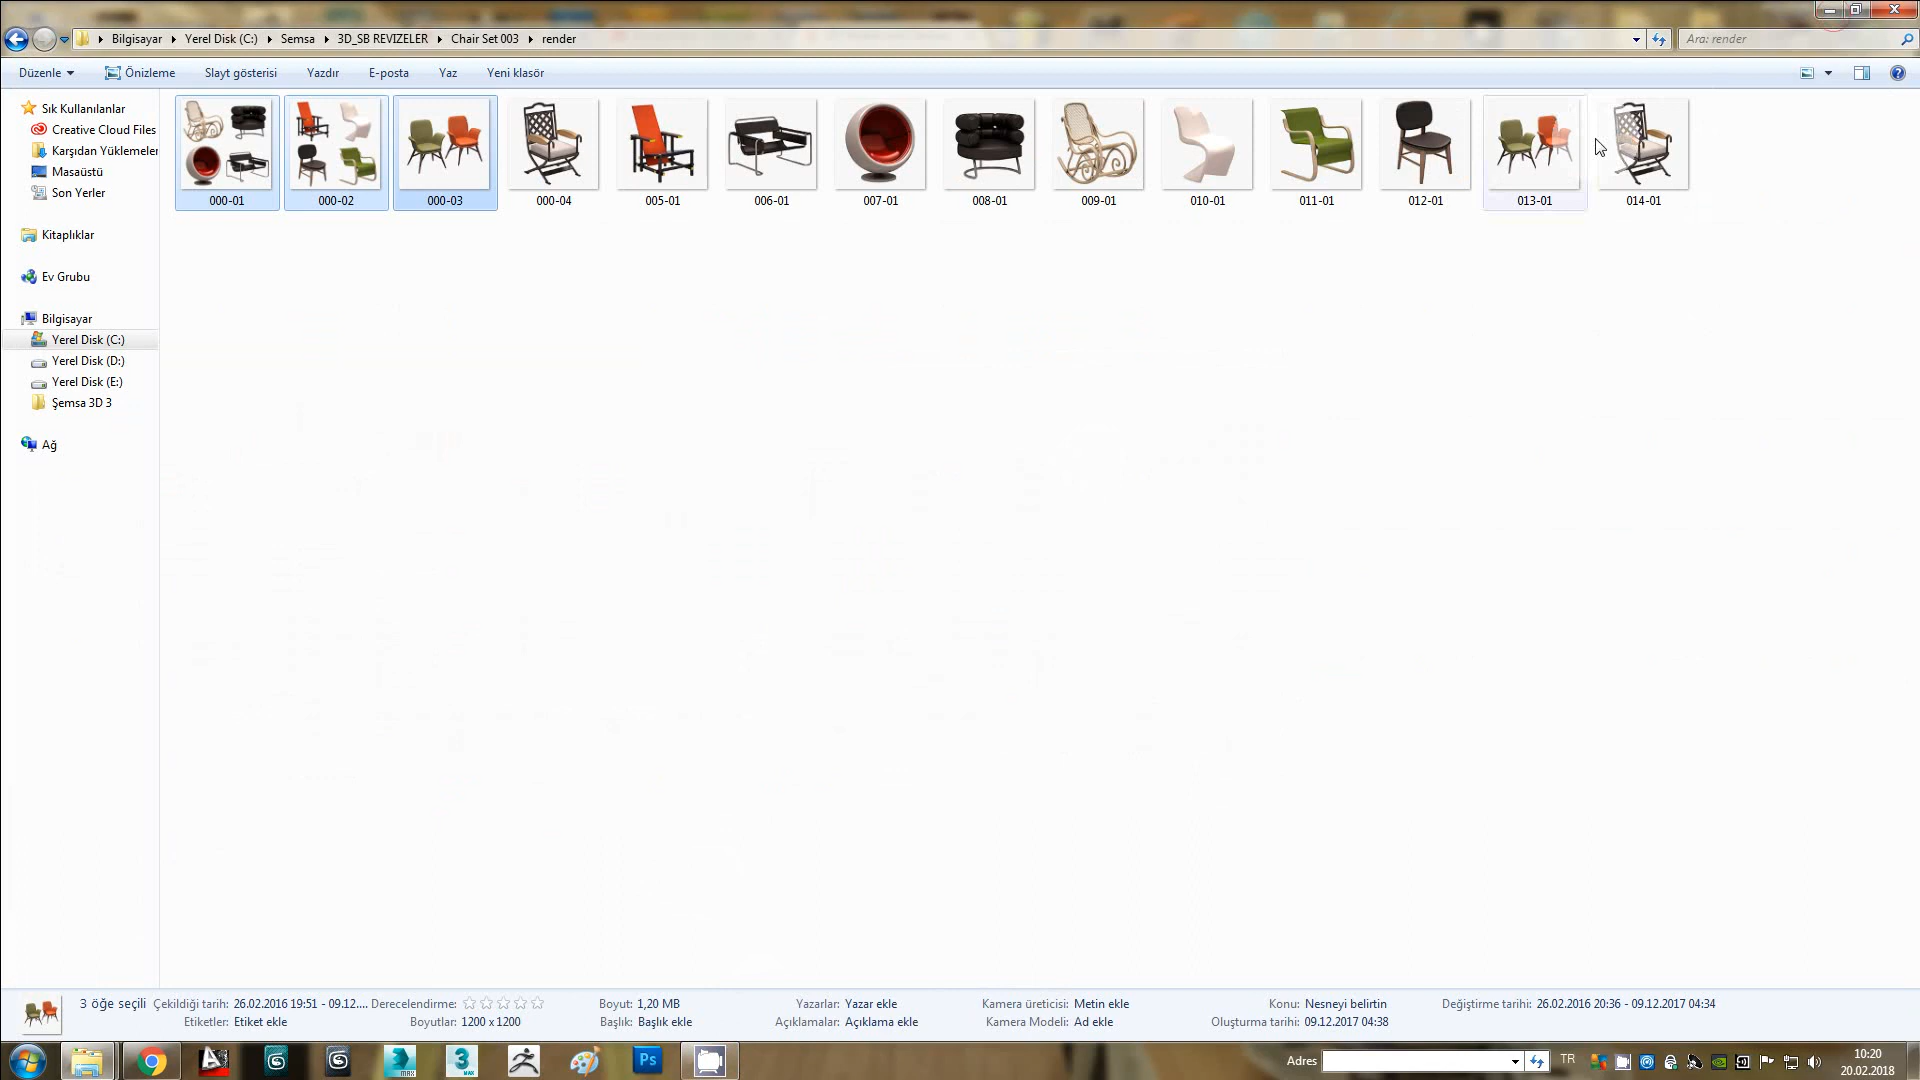 Bilgisayar Yerel Disk (C:) Semsa 3D_SB REVIZELER Chair Set 003 render
Ara: render
Düzenle Önizleme Slayt gösterisi Yazdır E-posta Yaz Yeni klasör
Sık Kullanılanlar
Creative Cloud Files
Karşıdan Yüklemeler
Masaüstü
Son Yerler
Kitaplıklar
Ev Grubu
Bilgisayar
Yerel Disk (C:)
Yerel Disk (D:)
Yerel Disk (E:)
Şemsa 3D 3
Ağ
000-01 000-02 000-03 000-04 005-01 006-01 007-01 008-01 009-01 010-01 011-01 012-01 013-01 014-01
3 öğe seçili Çekildiği tarih: 26.02.2016 19:51 - 09.12.... Derecelendirme: Boyut: 1,20 MB Yazarlar: Yazar ekle Kamera üreticisi: Metin ekle Konu: Nesneyi belirtin Değiştirme tarihi: 26.02.2016 20:36 - 09.12.2017 04:34
Etiketler: Etiket ekle Boyutlar: 1200 x 1200 Başlık: Başlık ekle Açıklamalar: Açıklama ekle Kamera Modeli: Ad ekle Oluşturma tarihi: 09.12.2017 04:38
MAX
3
MAX
Ps
Adres
TR
10:20
20.02.2018